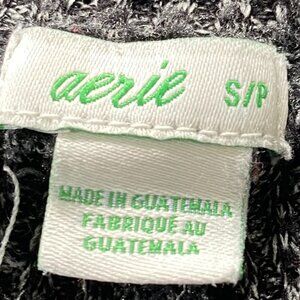 aerie S/P
MADE IN GUATEMALA
FABRIQUÉ AU
GUATEMALA